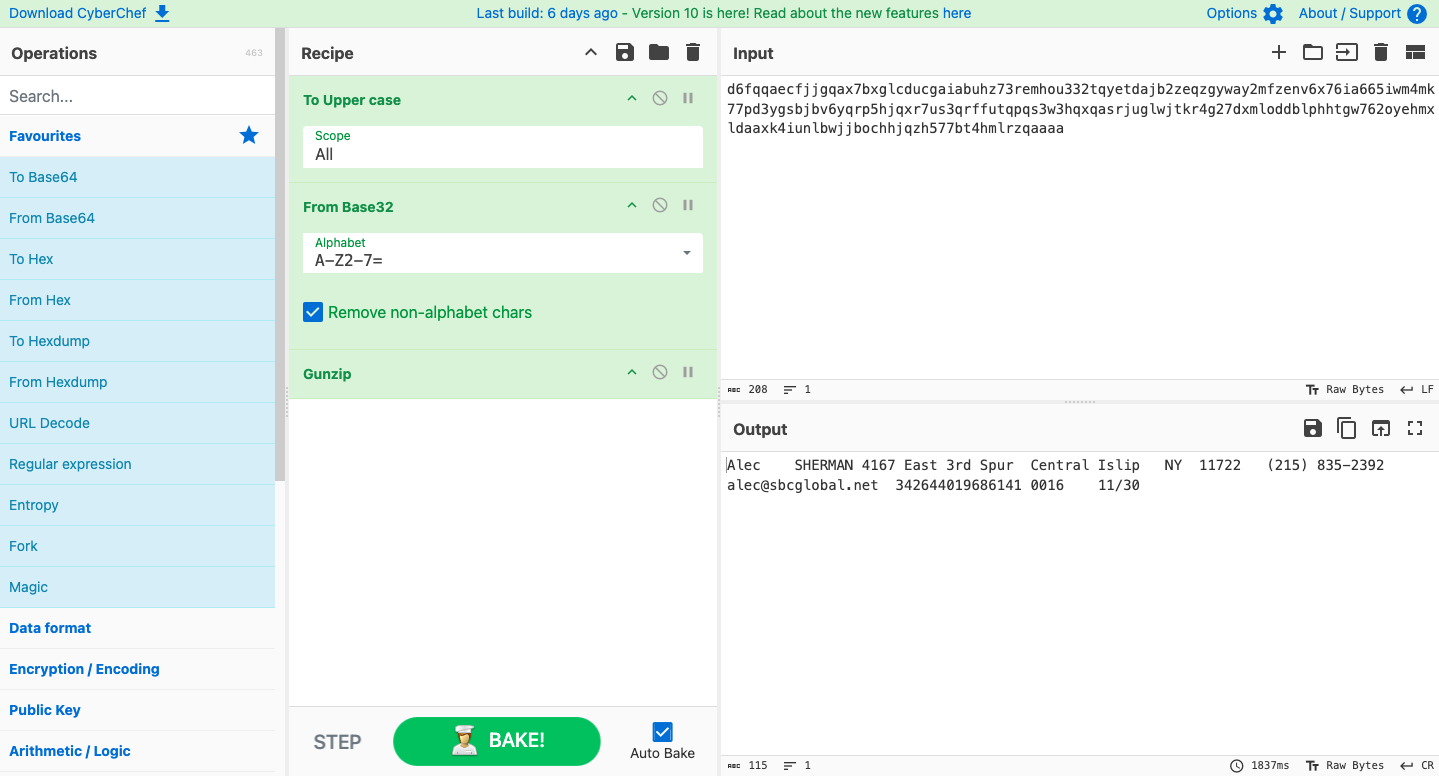 Download CyberChef
Last build: 6 days ago - Version 10 is here! Read about the new features here
Options
About / Support
Operations
463
Search...
Favourites
To Base64
From Base64
To Hex
From Hex
To Hexdump
From Hexdump
URL Decode
Regular expression
Entropy
Fork
Magic
Data format
Encryption / Encoding
Public Key
Arithmetic / Logic
Recipe
To Upper case
Scope
All
From Base32
Alphabet
A-Z2-7=
Remove non-alphabet chars
Gunzip
STEP
BAKE!
Auto Bake
Input
d6fqqaecfjjgqax7bxglcducgaiabuhz73remhou332tqyetdajb2zeqzgyway2mfzenv6x76ia665iwm4mk
77pd3ygsbjbv6yqrp5hjqxr7us3qrffutqpqs3w3hqxqasrjuglwjtkr4g27dxmloddblphhtgw762oyehmx
ldaaxk4iunlbwjjbochhjqzh577bt4hmlrzqaaaa
ABC 208 1
Raw Bytes LF
Output
Alec SHERMAN 4167 East 3rd Spur Central Islip NY 11722 (215) 835-2392
alec@sbcglobal.net 342644019686141 0016 11/30
ABC 115 1
1837ms Raw Bytes CR